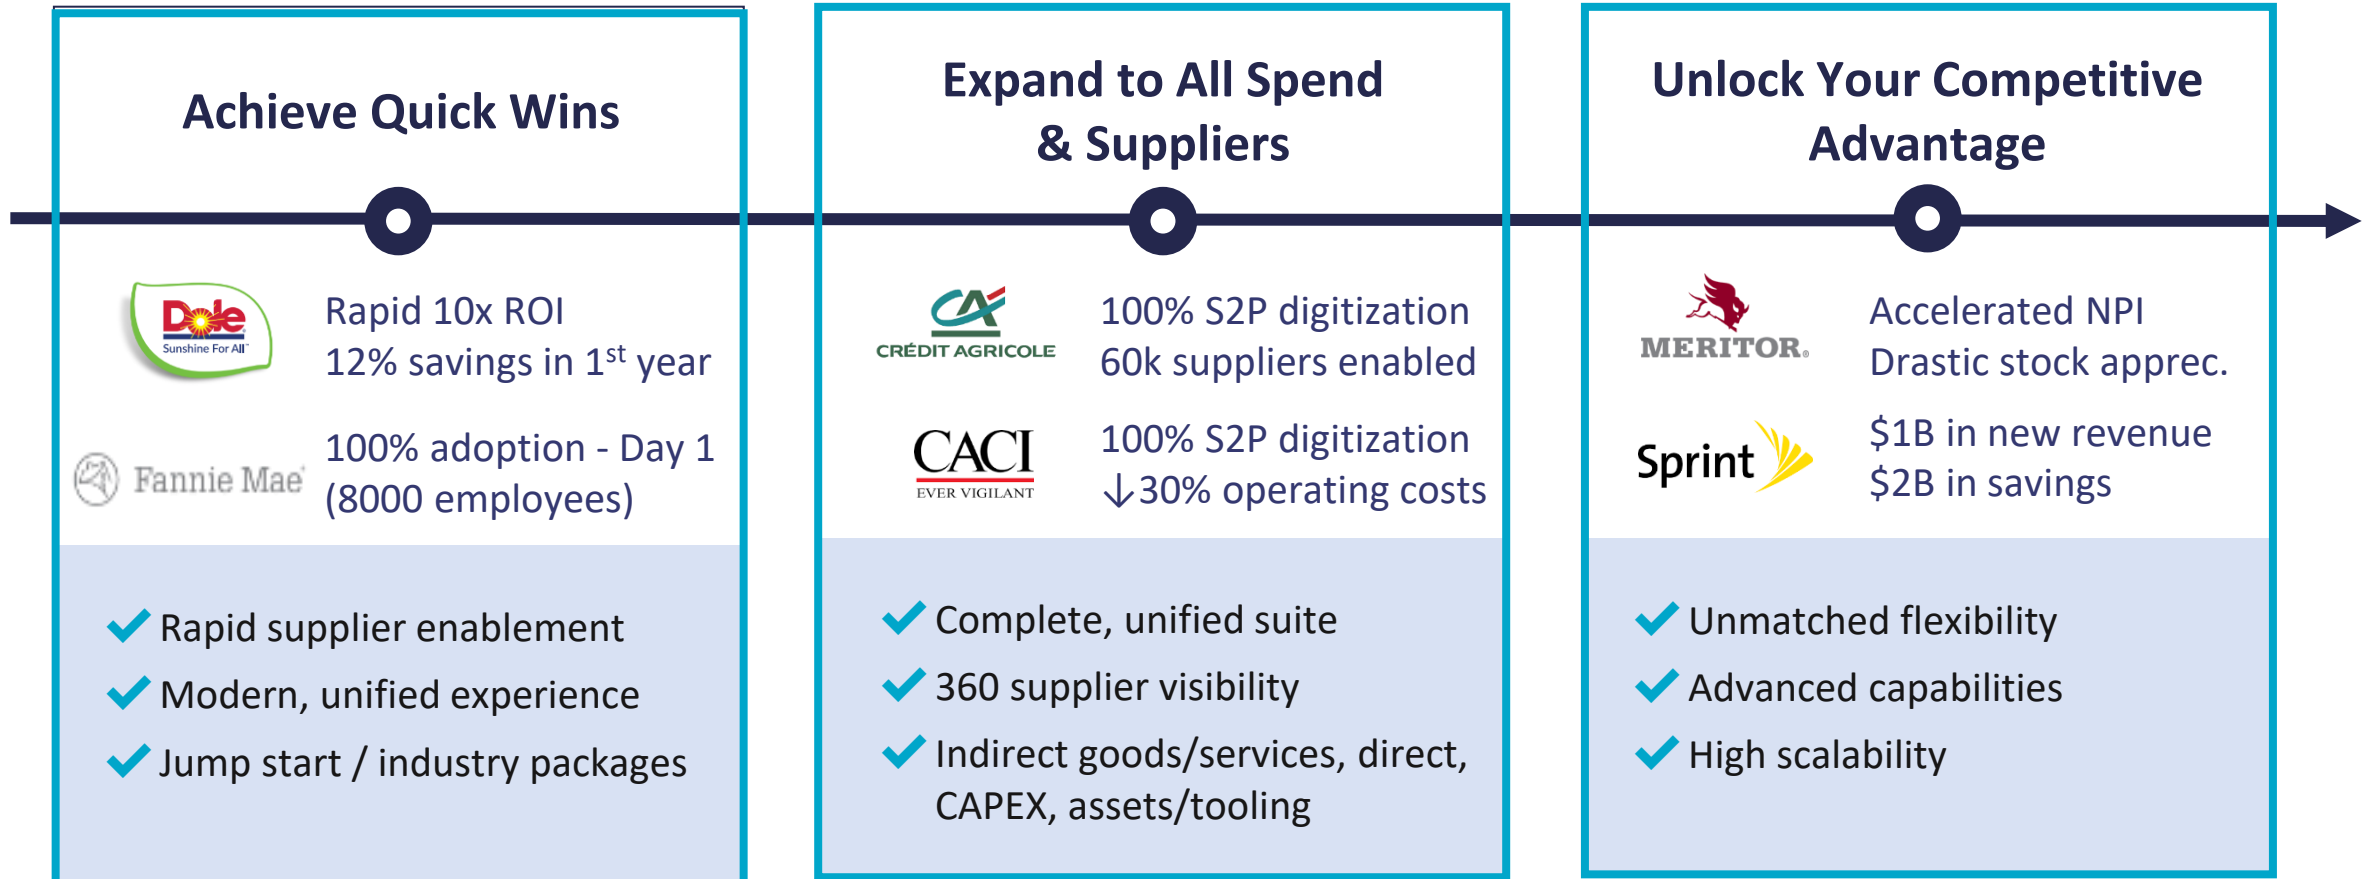 Achieve Quick Wins
Dole
Sunshine For All™
Rapid 10x ROI
12% savings in 1st year
Fannie Mae
100% adoption - Day 1
(8000 employees)
Rapid supplier enablement
Modern, unified experience
Jump start / industry packages
Expand to All Spend
& Suppliers
CA
CRÉDIT AGRICOLE
100% S2P digitization
60k suppliers enabled
CACI
EVER VIGILANT
100% S2P digitization
↓30% operating costs
Complete, unified suite
360 supplier visibility
Indirect goods/services, direct,
CAPEX, assets/tooling
Unlock Your Competitive
Advantage
MERITOR®
Accelerated NPI
Drastic stock apprec.
Sprint
$1B in new revenue
$2B in savings
Unmatched flexibility
Advanced capabilities
High scalability